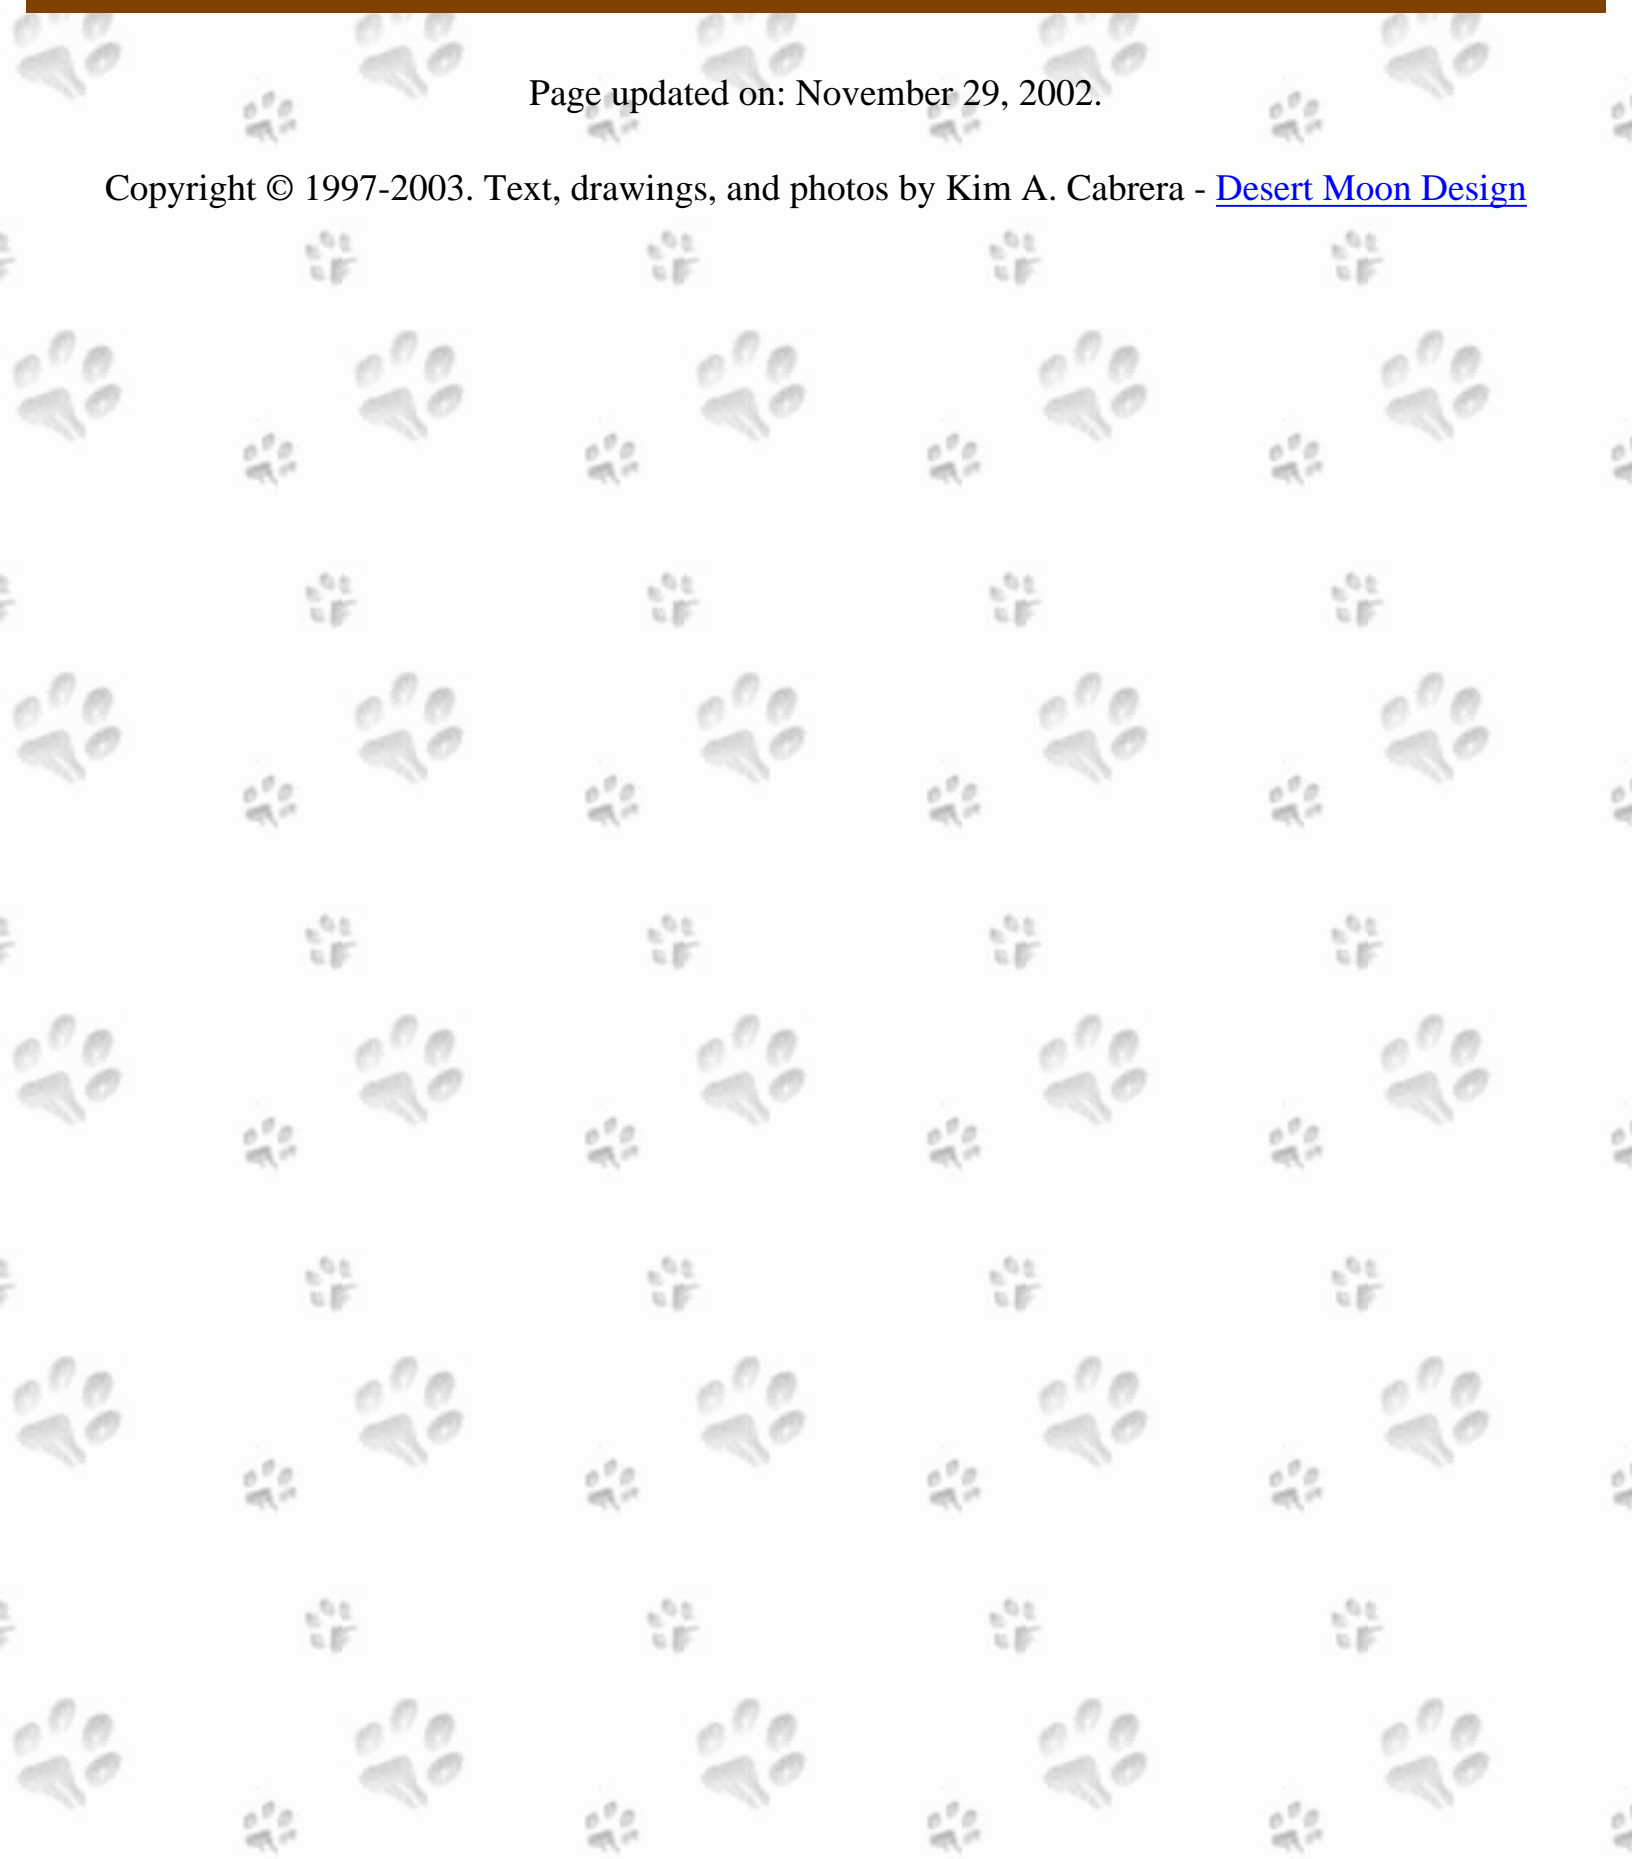 Page updated on: November 29, 2002.
Copyright © 1997-2003. Text, drawings, and photos by Kim A. Cabrera - Desert Moon Design